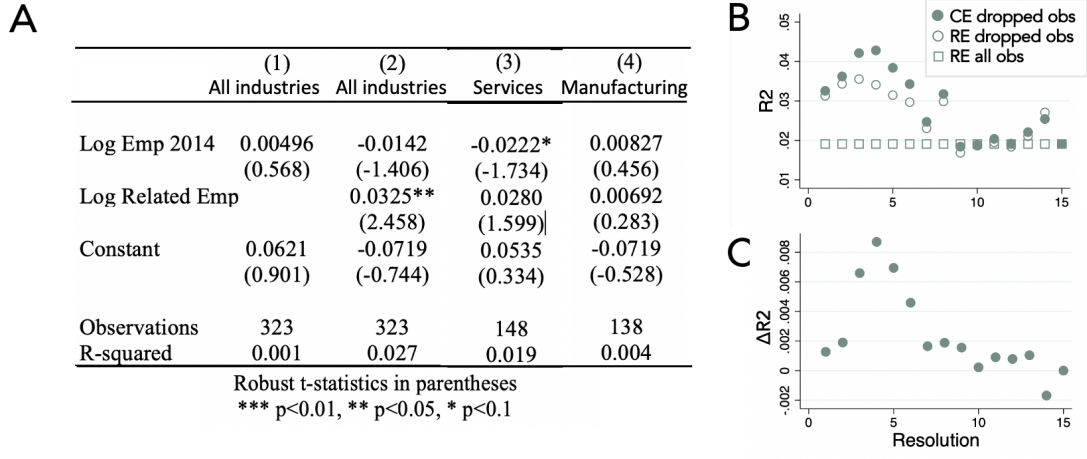 A
(1) (2) (3) (4)
All industries All industries Services Manufacturing
Log Emp 2014 0.00496 -0.0142 -0.0222* 0.00827
(0.568) (-1.406) (-1.734) (0.456)
Log Related Emp 0.0325** 0.0280 0.00692
(2.458) (1.599) (0.283)
Constant 0.0621 -0.0719 0.0535 -0.0719
(0.901) (-0.744) (0.334) (-0.528)
Observations 323 323 148 138
R-squared 0.001 0.027 0.019 0.004
Robust t-statistics in parentheses
*** p<0.01, ** p<0.05, * p<0.1
B
CE dropped obs
RE dropped obs
RE all obs
R2
.05
.04
.03
.02
.01
0 5 10 15
C
ΔR2
.008
.006
.004
.002
0
-.002
0 5 10 15
Resolution